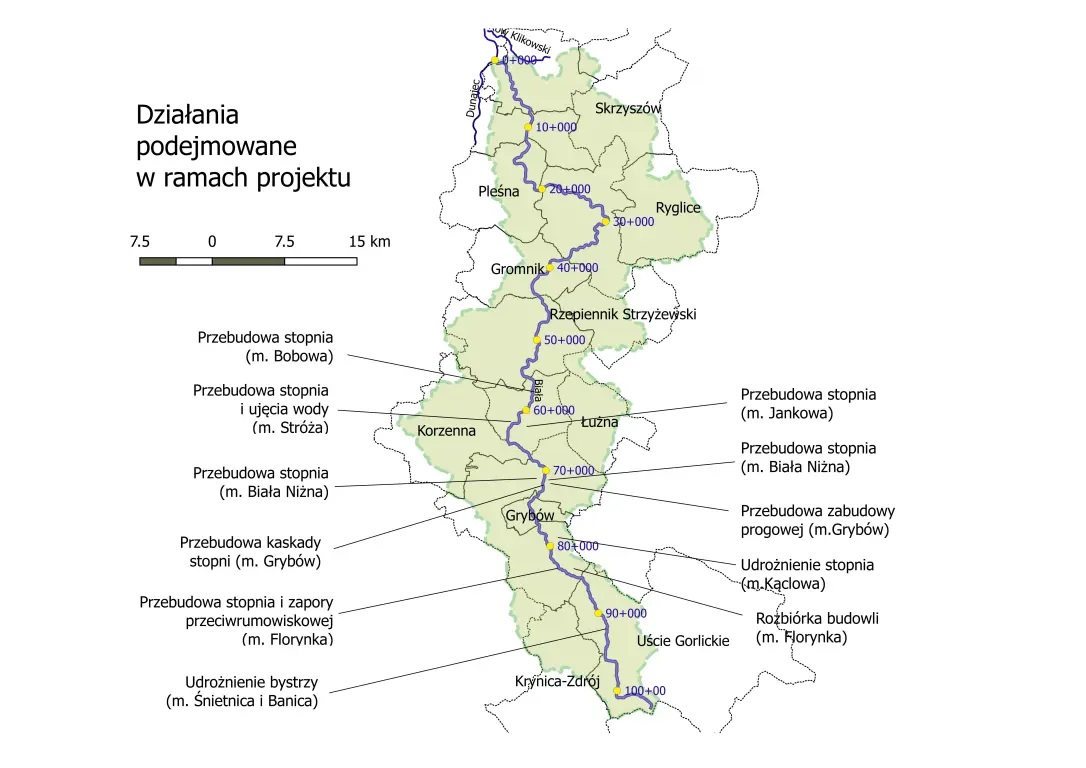 Klikowski
0+000
Dunajec
Działania
podejmowane
w ramach projektu
Skrzyszów
10+000
Pleśna
20+000
Ryglice
30+000
7.5 0 7.5 15 km
Gromnik
40+000
Rzepiennik Strzyżewski
Przebudowa stopnia
(m. Bobowa)
50+000
Biała
Przebudowa stopnia
i ujęcia wody
(m. Stróża)
60+000
Łużna
Korzenna
Przebudowa stopnia
(m. Jankowa)
Przebudowa stopnia
(m. Biała Niżna)
Przebudowa stopnia
(m. Biała Niżna)
70+000
Grybów
Przebudowa zabudowy
progowej (m.Grybów)
Przebudowa kaskady
stopni (m. Grybów)
80+000
Udrożnienie stopnia
(m.Kąclowa)
Przebudowa stopnia i zapory
przeciwrumowiskowej
(m. Florynka)
90+000
Rozbiórka budowli
(m. Florynka)
Uście Gorlickie
Udrożnienie bystrzy
(m. Śnietnica i Banica)
Krynica-Zdrój
100+00